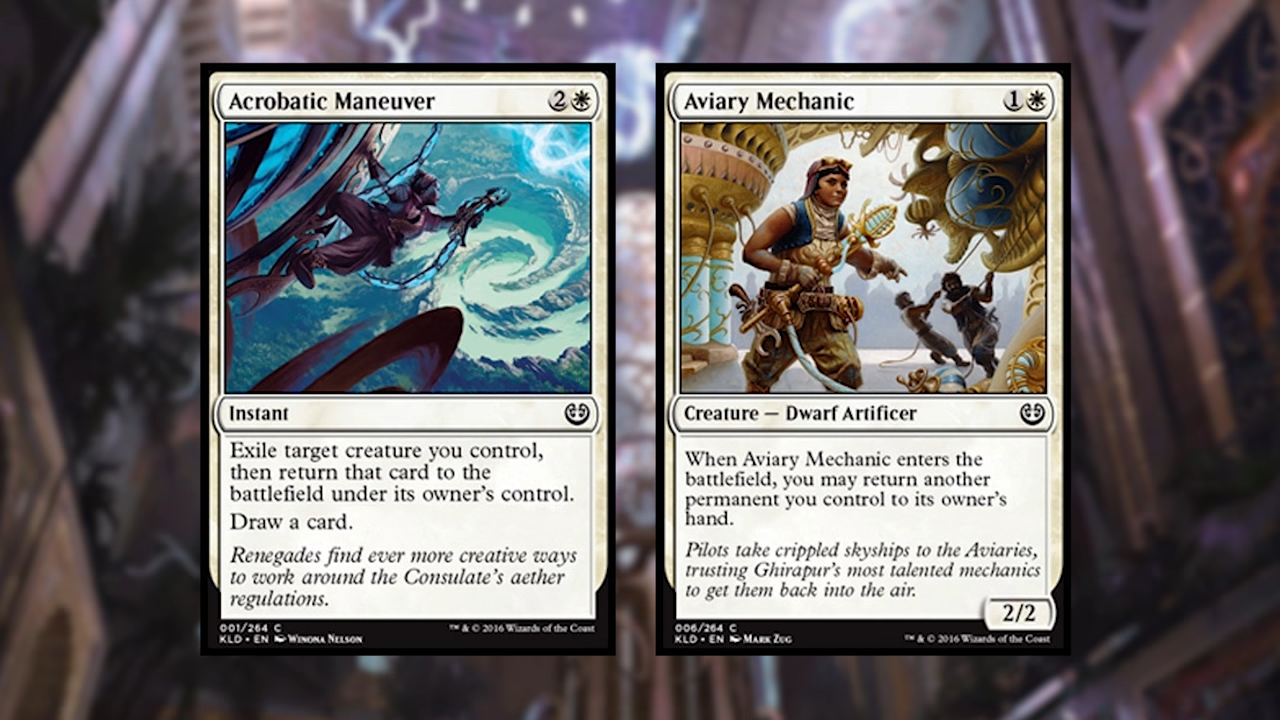 Acrobatic Maneuver 2
Instant
Exile target creature you control,
then return that card to the
battlefield under its owner's control.
Draw a card.
Renegades find ever more creative ways
to work around the Consulate's aether
regulations.
001/264 C
KLD • EN Winona Nelson
™ & © 2016 Wizards of the Coast
Aviary Mechanic 1
Creature — Dwarf Artificer
When Aviary Mechanic enters the
battlefield, you may return another
permanent you control to its owner's
hand.
Pilots take crippled skyships to the Aviaries,
trusting Ghirapur's most talented mechanics
to get them back into the air.
2/2
006/264 C
KLD • EN Mark Zug
™ & © 2016 Wizards of the Coast